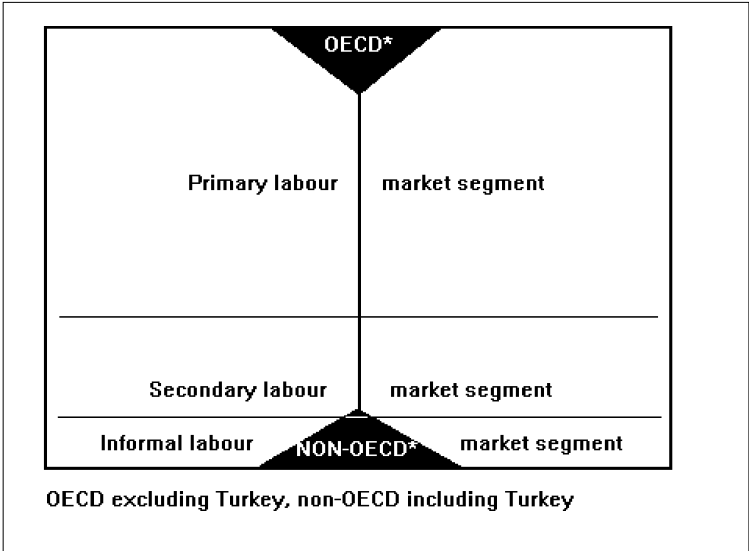 OECD*
Primary labour market segment
Secondary labour market segment
Informal labour NON-OECD* market segment
OECD excluding Turkey, non-OECD including Turkey